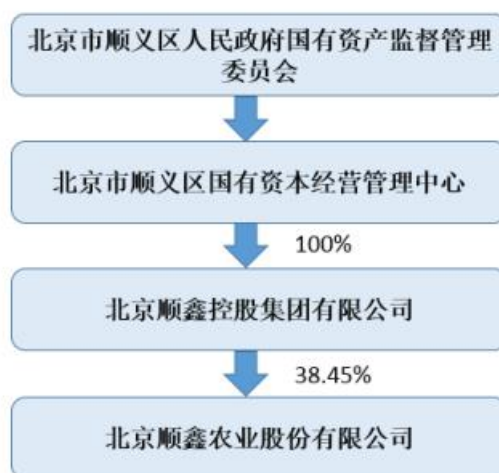 北京市顺义区人民政府国有资产监督管理
委员会
北京市顺义区国有资本经营管理中心
100%
北京顺鑫控股集团有限公司
38.45%
北京顺鑫农业股份有限公司